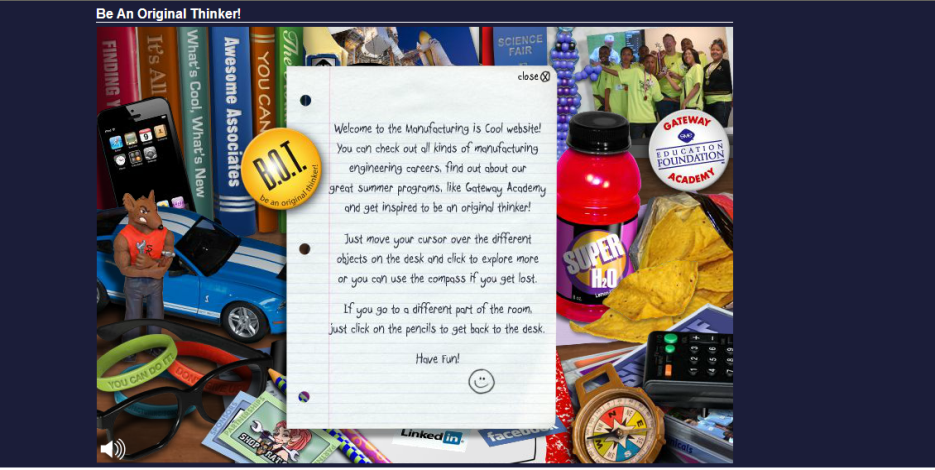 Be An Original Thinker!
FINDING Y
It's All
What's Cool, What's New
Awesome Associates
YOU CAN
The
SCIENCE
FAIR
close
Welcome to the Manufacturing is Cool website!
You can check out all kinds of manufacturing
engineering careers, find out about our
great summer programs, like Gateway Academy
and get inspired to be an original thinker!
Just move your cursor over the different
objects on the desk and click to explore more
or you can use the compass if you get lost.
If you go to a different part of the room,
just click on the pencils to get back to the desk.
Have Fun!
B.O.T.
be an original thinker!
GATEWAY
EDUCATION
FOUNDATION
ACADEMY
SUPER
H2O
YOU CAN DO IT!
DON
SHOP
LinkedIn
facebook
N